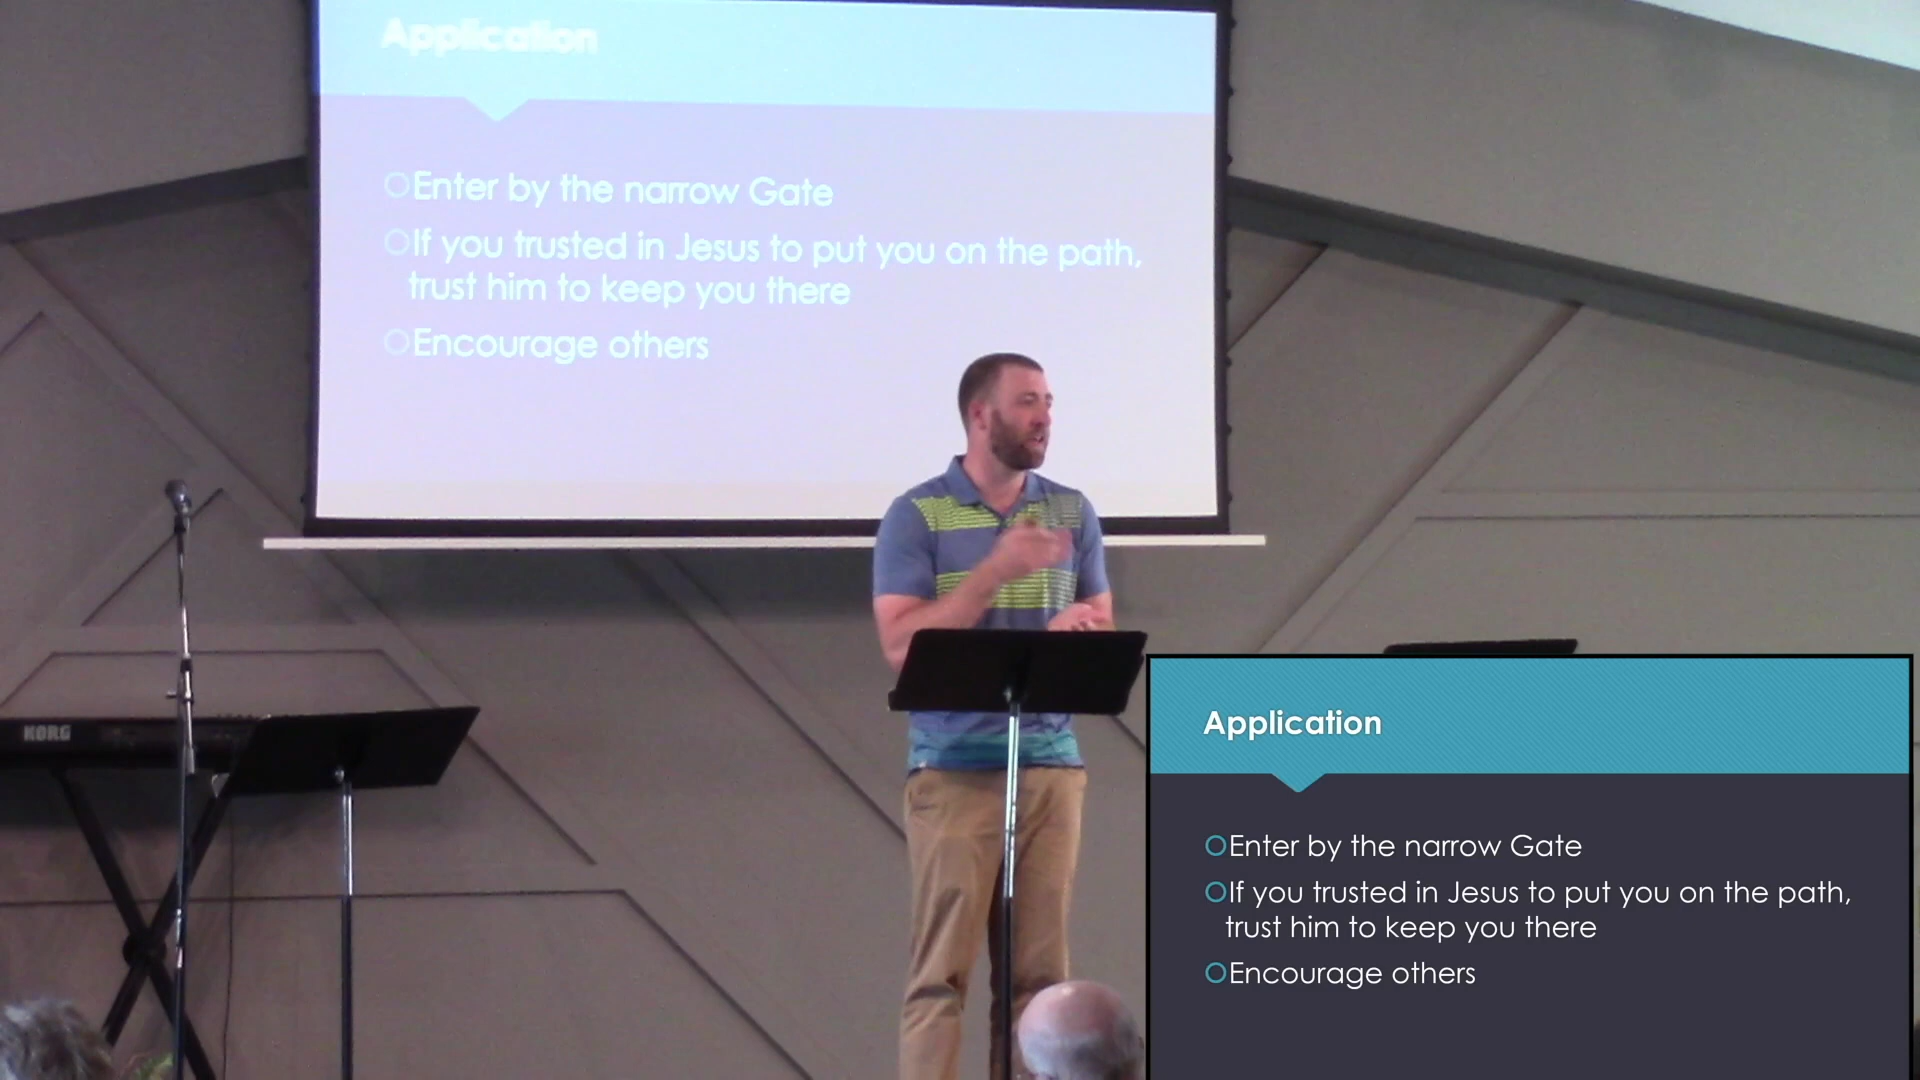 Application
Enter by the narrow Gate
If you trusted in Jesus to put you on the path,
trust him to keep you there
Encourage others
KORG
Application
Enter by the narrow Gate
If you trusted in Jesus to put you on the path,
trust him to keep you there
Encourage others